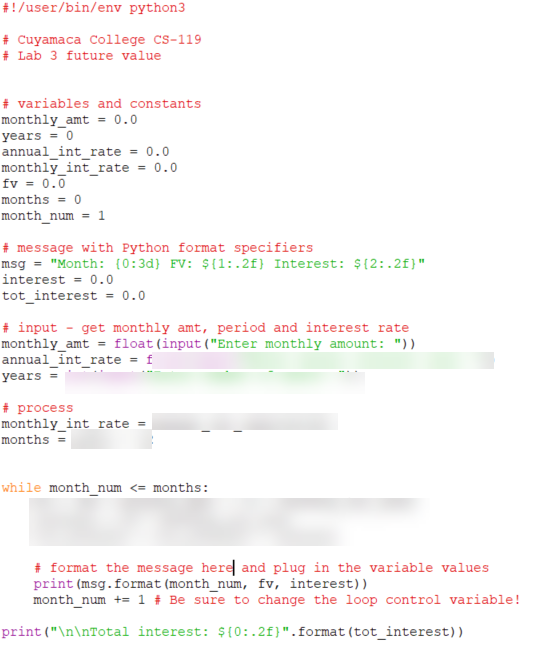 #!/user/bin/env python3
# Cuyamaca College CS-119
# Lab 3 future value
# variables and constants
monthly_amt = 0.0
years = 0
annual_int_rate = 0.0
monthly_int_rate = 0.0
fv = 0.0
months = 0
month_num = 1
# message with Python format specifiers
msg = "Month: {0:3d} FV: ${1:.2f} Interest: ${2:.2f}"
interest = 0.0
tot_interest = 0.0
# input - get monthly amt, period and interest rate
monthly_amt = float(input("Enter monthly amount: "))
annual_int_rate = f
years =
# process
monthly_int_rate =
months =
while month_num <= months:
# format the message here and plug in the variable values
print(msg.format(month_num, fv, interest))
month_num += 1 # Be sure to change the loop control variable!
print("\n\nTotal interest: ${0:.2f}".format(tot_interest))